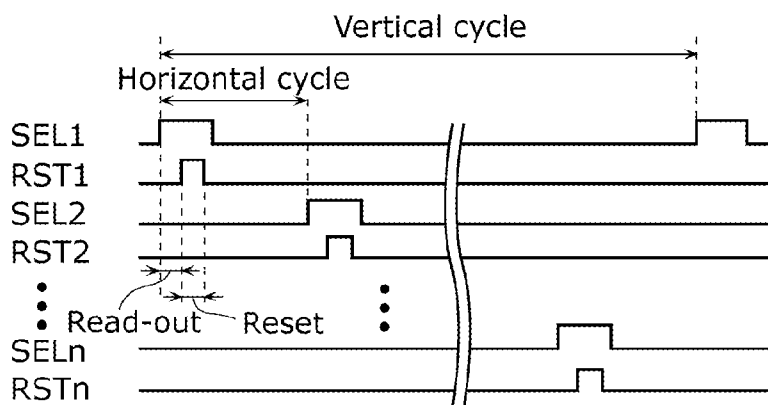 Vertical cycle
Horizontal cycle
SEL1
RST1
SEL2
RST2
Read-out
Reset
SELn
RSTn